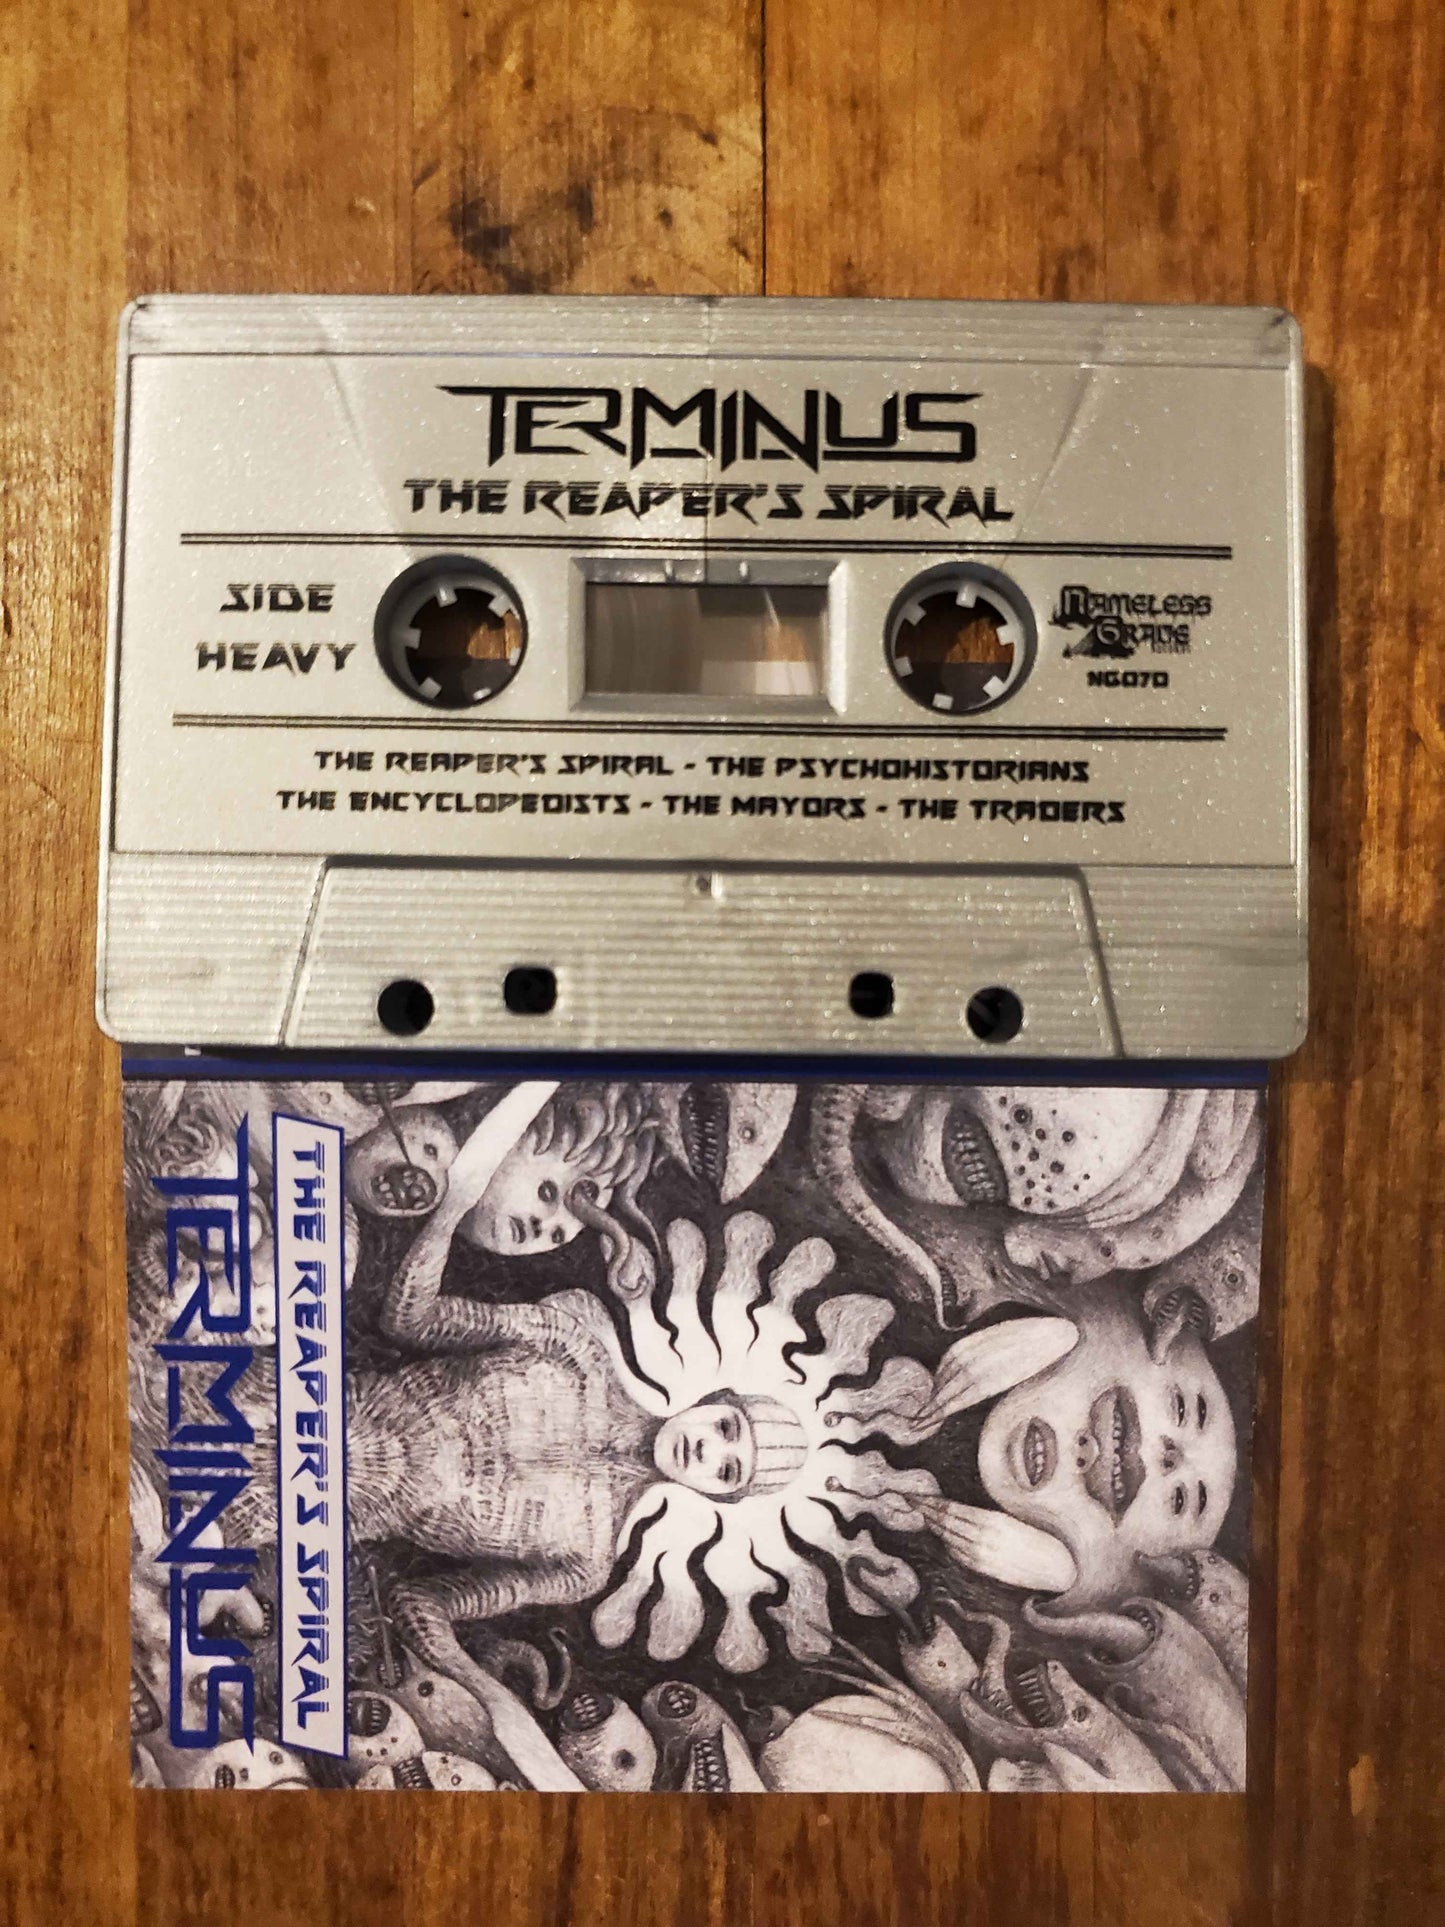 TERMINUS
THE REAPER'S SPIRAL
SIDE
HEAVY
NAMELESS
GRAVE
NG070
THE REAPER'S SPIRAL - THE PSYCHOHISTORIANS
THE ENCYCLOPEDISTS - THE MAYORS - THE TRADERS
THE REAPER'S SPIRAL
TERMINUS